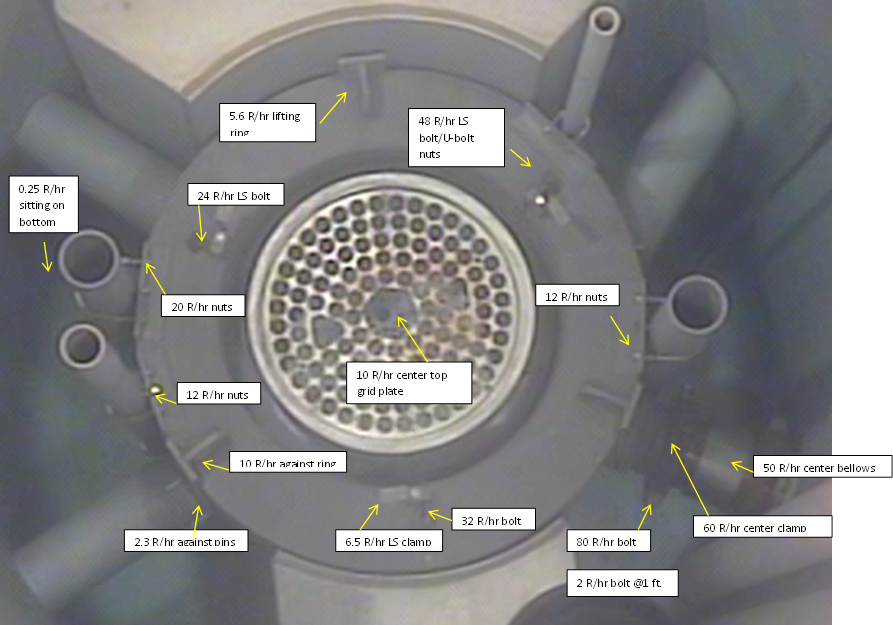 5.6 R/hr lifting
ring
48 R/hr LS
bolt/U-bolt
nuts
0.25 R/hr
sitting on
bottom
24 R/hr LS bolt
20 R/hr nuts
12 R/hr nuts
10 R/hr center top
grid plate
12 R/hr nuts
10 R/hr against ring
50 R/hr center bellows
32 R/hr bolt
60 R/hr center clamp
2.3 R/hr against pins
6.5 R/hr LS clamp
80 R/hr bolt
2 R/hr bolt @1 ft.